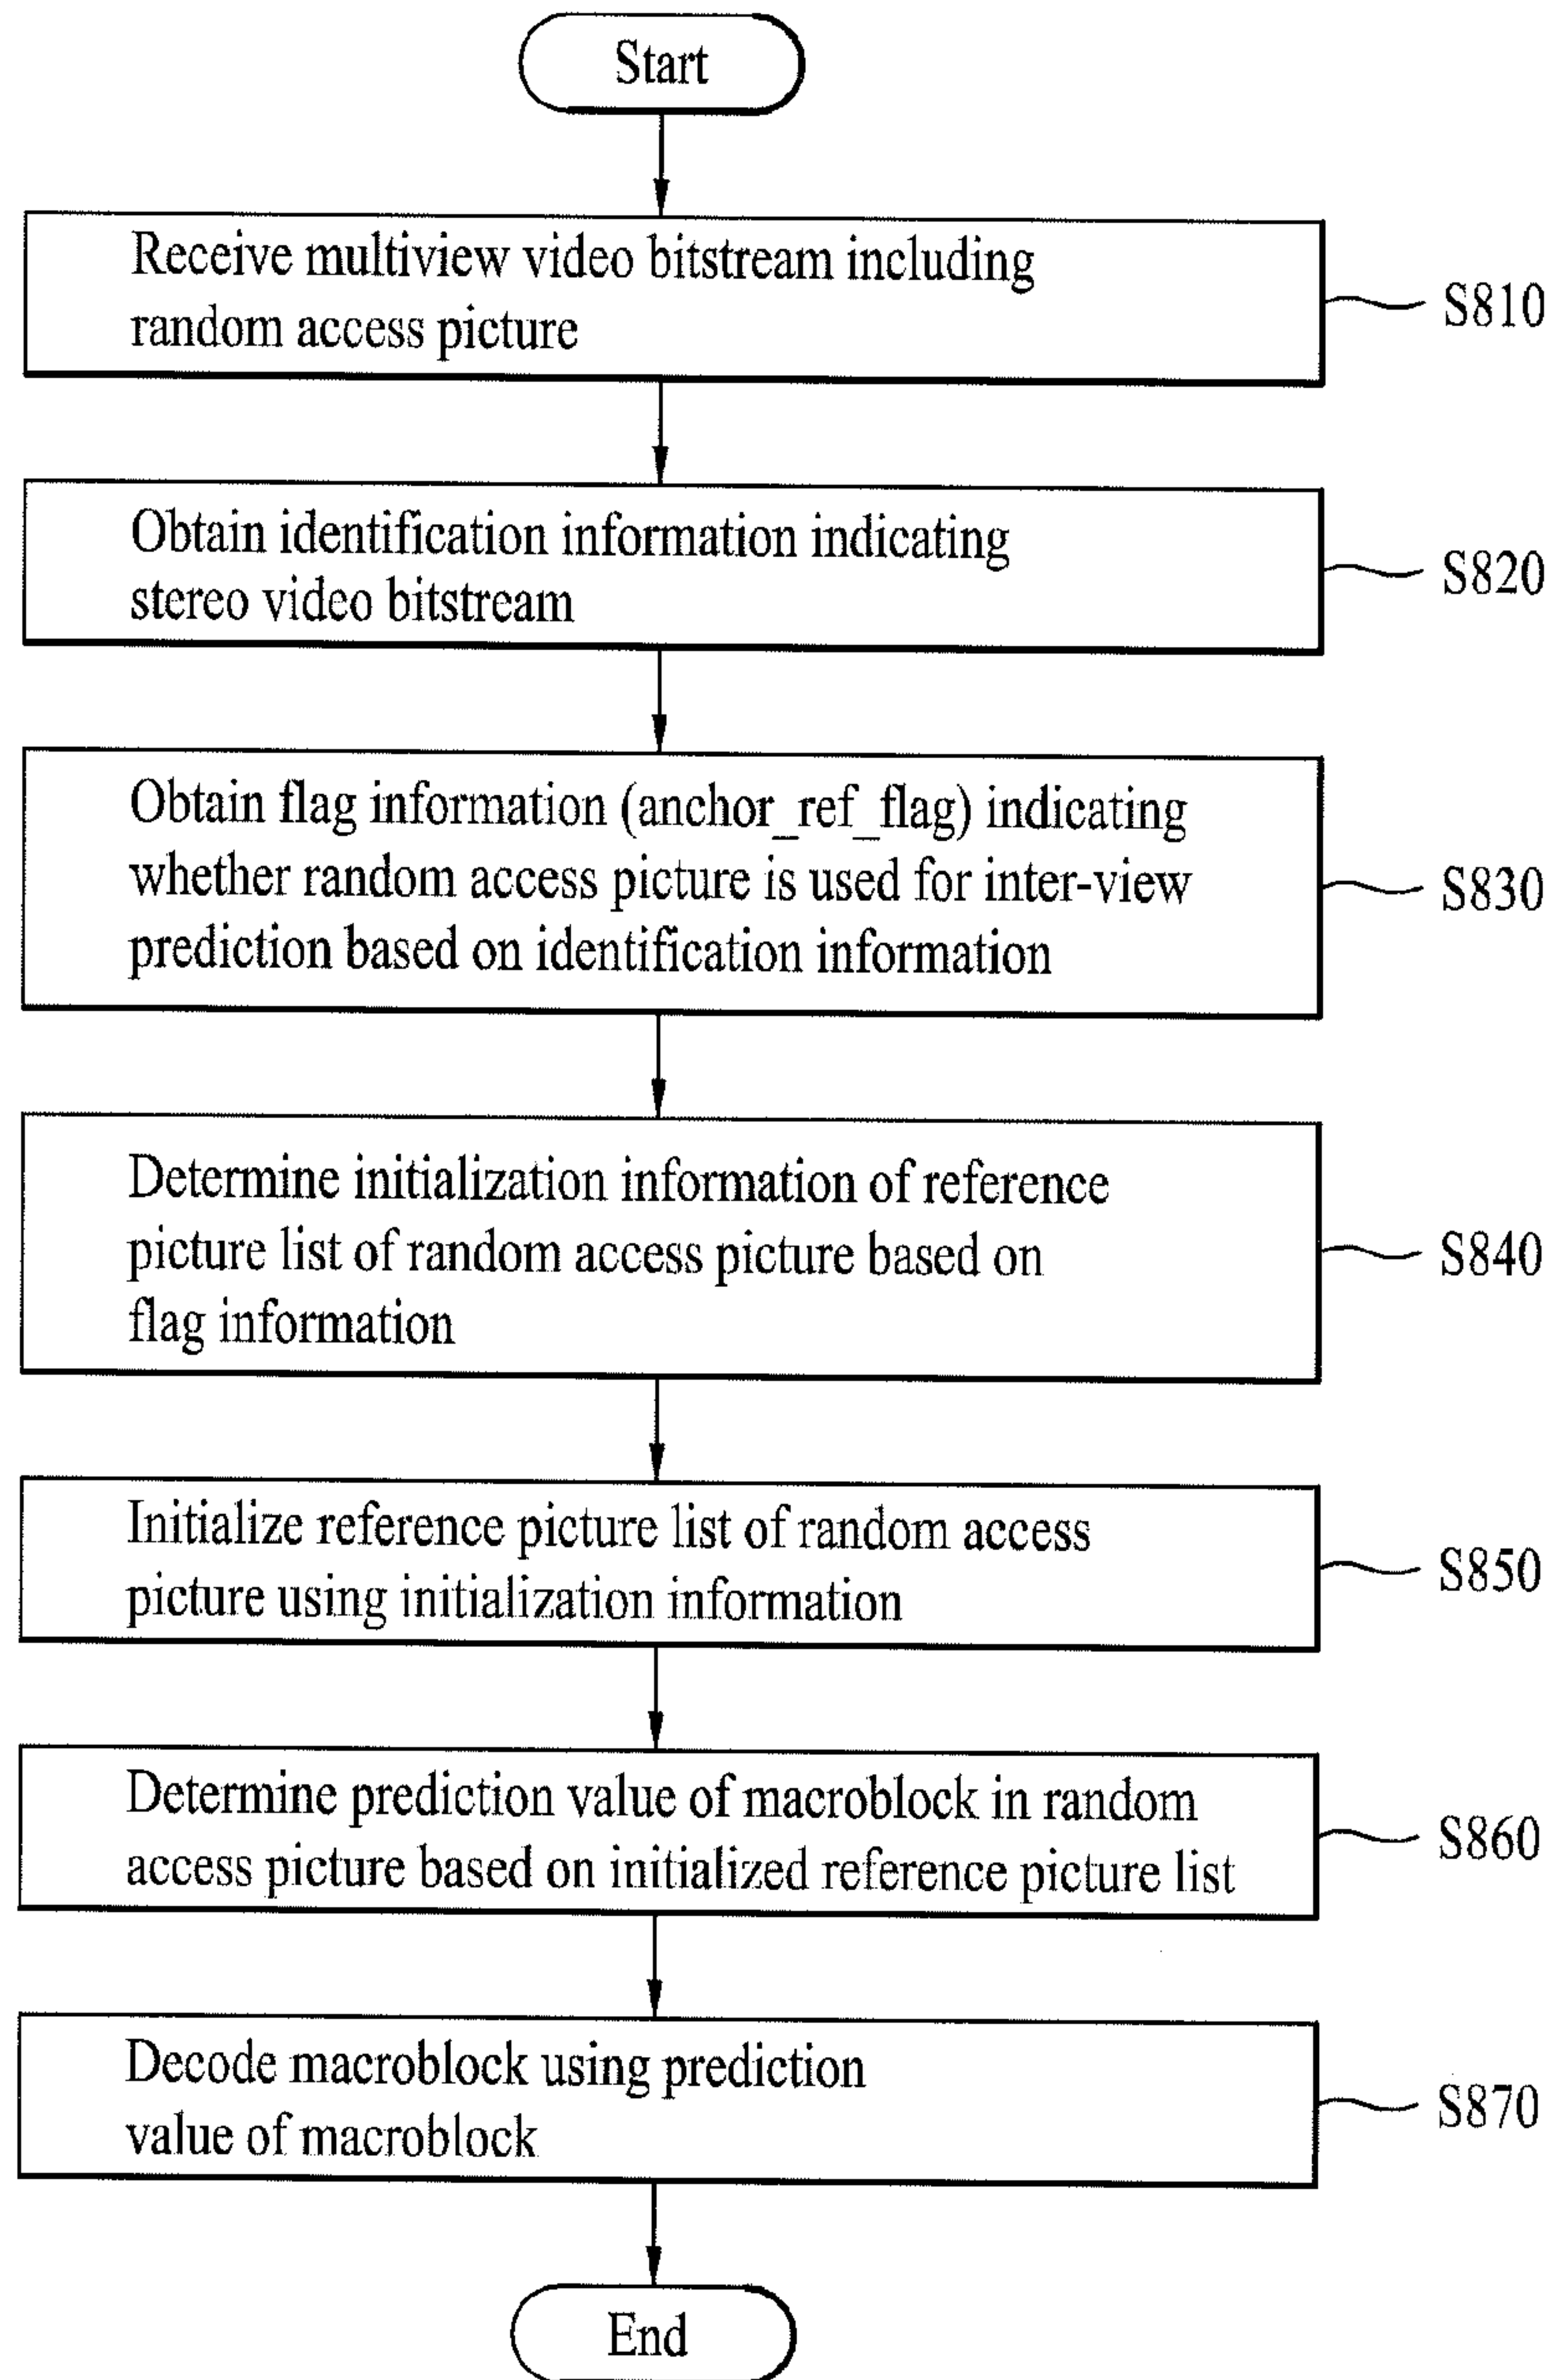 Start
Receive multiview video bitstream including
random access picture
S810
Obtain identification information indicating
stereo video bitstream
S820
Obtain flag information (anchor_ref_flag) indicating
whether random access picture is used for inter-view
prediction based on identification information
S830
Determine initialization information of reference
picture list of random access picture based on
flag information
S840
Initialize reference picture list of random access
picture using initialization information
S850
Determine prediction value of macroblock in random
access picture based on initialized reference picture list
S860
Decode macroblock using prediction
value of macroblock
S870
End